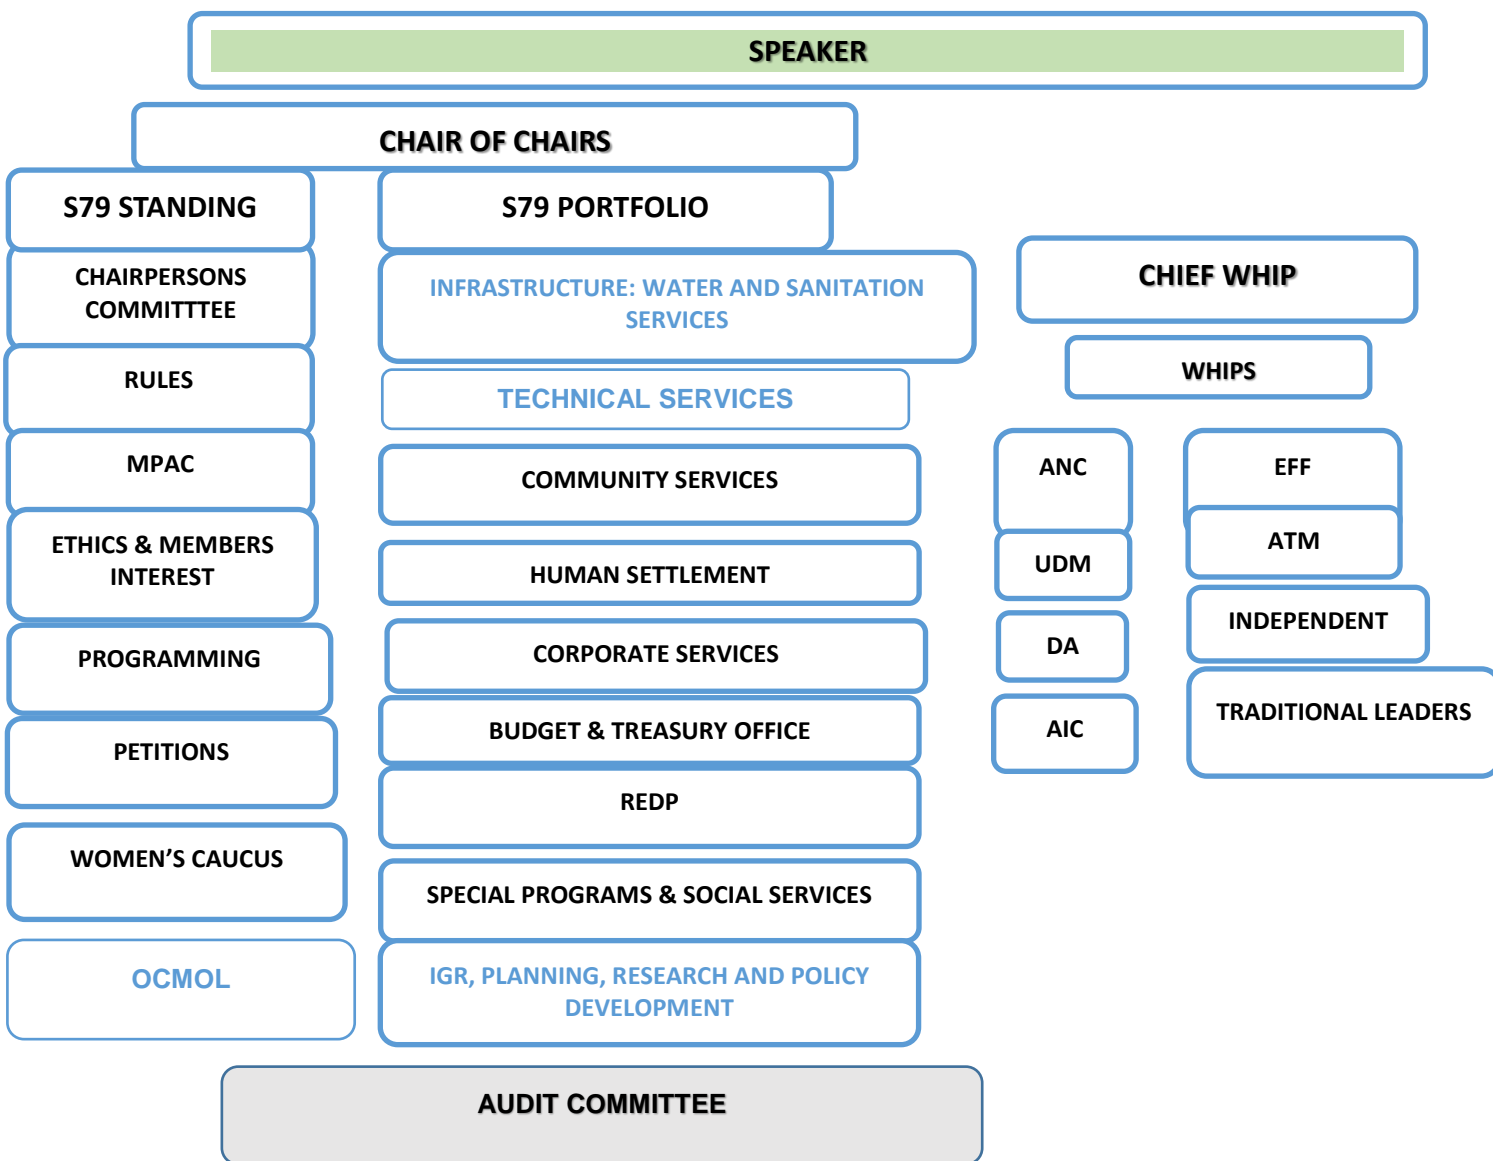 SPEAKER
CHAIR OF CHAIRS
S79 STANDING
CHAIRPERSONS
COMMITTTEE
RULES
MPAC
ETHICS & MEMBERS
INTEREST
PROGRAMMING
PETITIONS
WOMEN’S CAUCUS
OCMOL
S79 PORTFOLIO
INFRASTRUCTURE: WATER AND SANITATION
SERVICES
TECHNICAL SERVICES
COMMUNITY SERVICES
HUMAN SETTLEMENT
CORPORATE SERVICES
BUDGET & TREASURY OFFICE
REDP
SPECIAL PROGRAMS & SOCIAL SERVICES
IGR, PLANNING, RESEARCH AND POLICY
DEVELOPMENT
CHIEF WHIP
WHIPS
ANC
UDM
DA
AIC
EFF
ATM
INDEPENDENT
TRADITIONAL LEADERS
AUDIT COMMITTEE